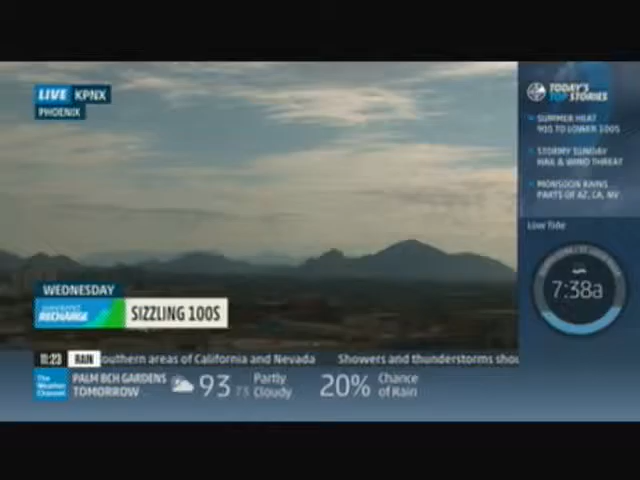 LIVE KPNX
PHOENIX
TODAY'S
TOP STORIES
SUMMER HEAT
90S TO LOWER 100S
STORMY SUNDAY
HAIL & WIND THREAT
MONSOON RAINS
PARTS OF AZ, CA, NV
Low Tide
7:38a
WEDNESDAY
RECHARGE
SIZZLING 100S
11:23 RAIN outhern areas of California and Nevada Showers and thunderstorms shou
The
Weather
Channel
PALM BCH GARDENS
TOMORROW
93 73 Partly
Cloudy
20% Chance
of Rain